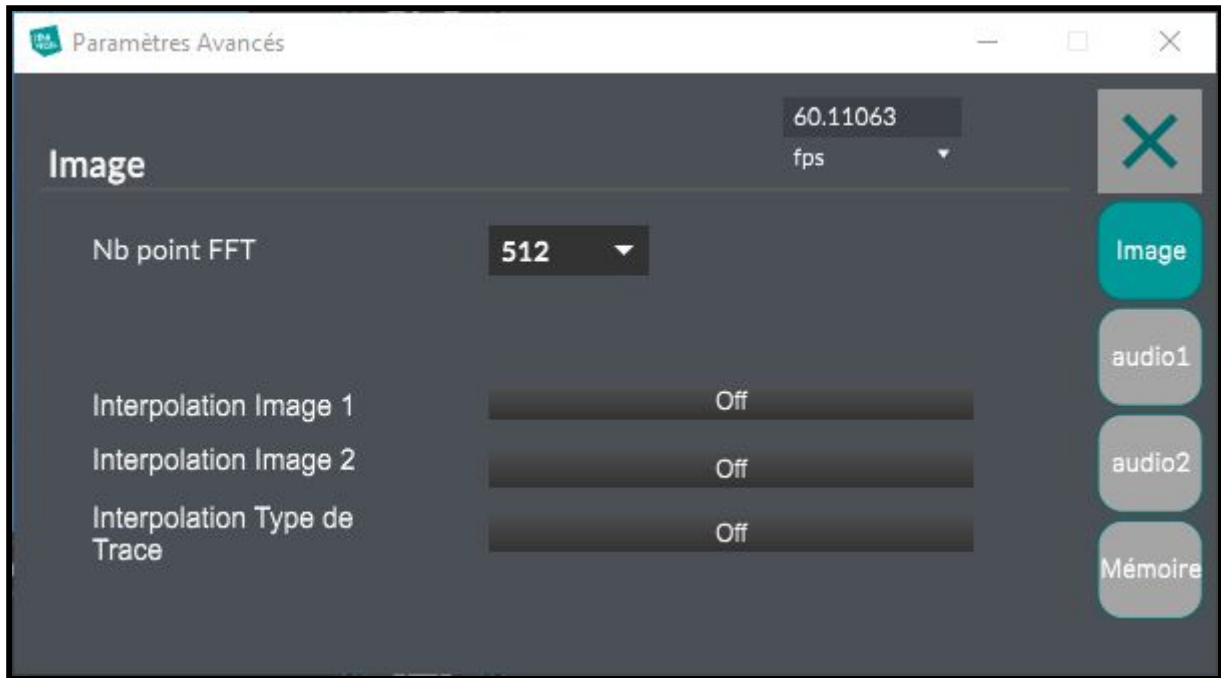 Paramètres Avancés
60.11063
fps
Image
Nb point FFT
512
Interpolation Image 1
Off
Interpolation Image 2
Off
Interpolation Type de
Trace
Off
Image
audio1
audio2
Mémoire